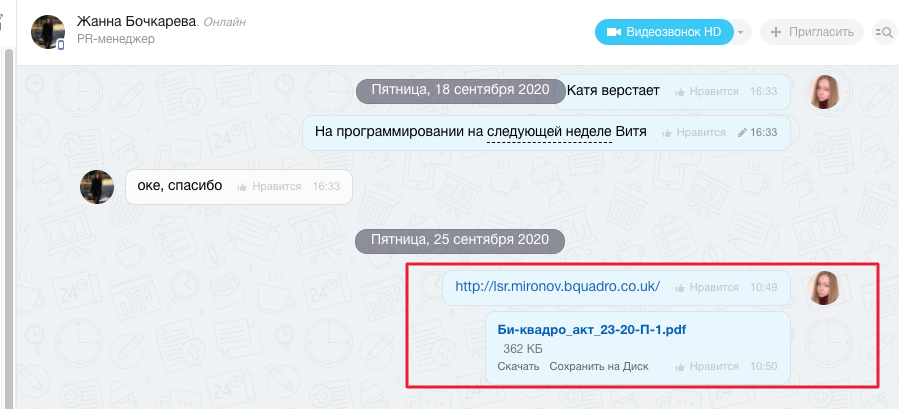 Жанна Бочкарева. Онлайн
PR-менеджер
Видеозвонок HD
Пригласить
Пятница, 18 сентября 2020
Катя верстает Нравится 16:33
На программировании на следующей неделе Витя Нравится 16:33
оке, спасибо Нравится 16:33
Пятница, 25 сентября 2020
http://lsr.mironov.bquadro.co.uk/ Нравится 10:49
Би-квадро_акт_23-20-П-1.pdf
362 КБ
Скачать Сохранить на Диск Нравится 10:50